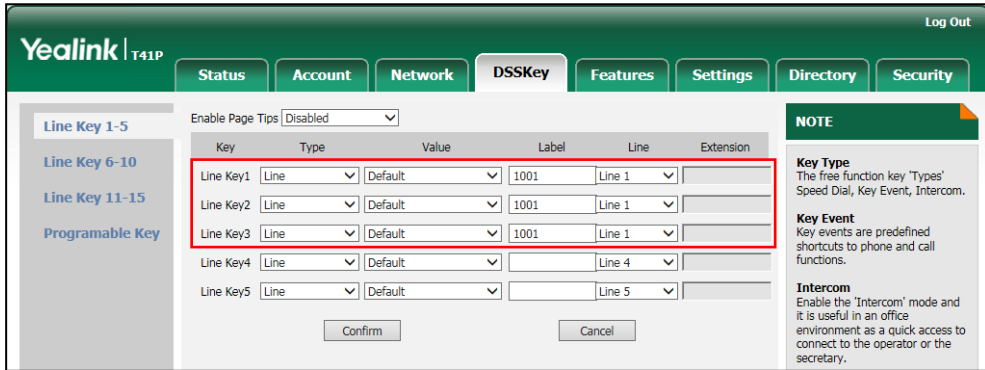 Log Out
Yealink T41P
Status Account Network DSSKey Features Settings Directory Security
Line Key 1-5
Line Key 6-10
Line Key 11-15
Programable Key
Enable Page Tips Disabled
Key Type Value Label Line Extension
Line Key1 Line Default 1001 Line 1
Line Key2 Line Default 1001 Line 1
Line Key3 Line Default 1001 Line 1
Line Key4 Line Default Line 4
Line Key5 Line Default Line 5
Confirm Cancel
NOTE
Key Type
The free function key 'Types'
Speed Dial, Key Event, Intercom.
Key Event
Key events are predefined
shortcuts to phone and call
functions.
Intercom
Enable the 'Intercom' mode and
it is useful in an office
environment as a quick access to
connect to the operator or the
secretary.